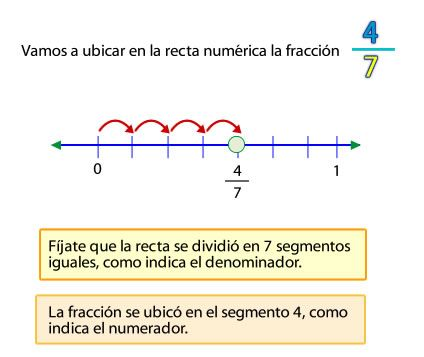 Vamos a ubicar en la recta numérica la fracción 4/7
0 4/7 1
Fíjate que la recta se dividió en 7 segmentos
iguales, como indica el denominador.
La fracción se ubicó en el segmento 4, como
indica el numerador.